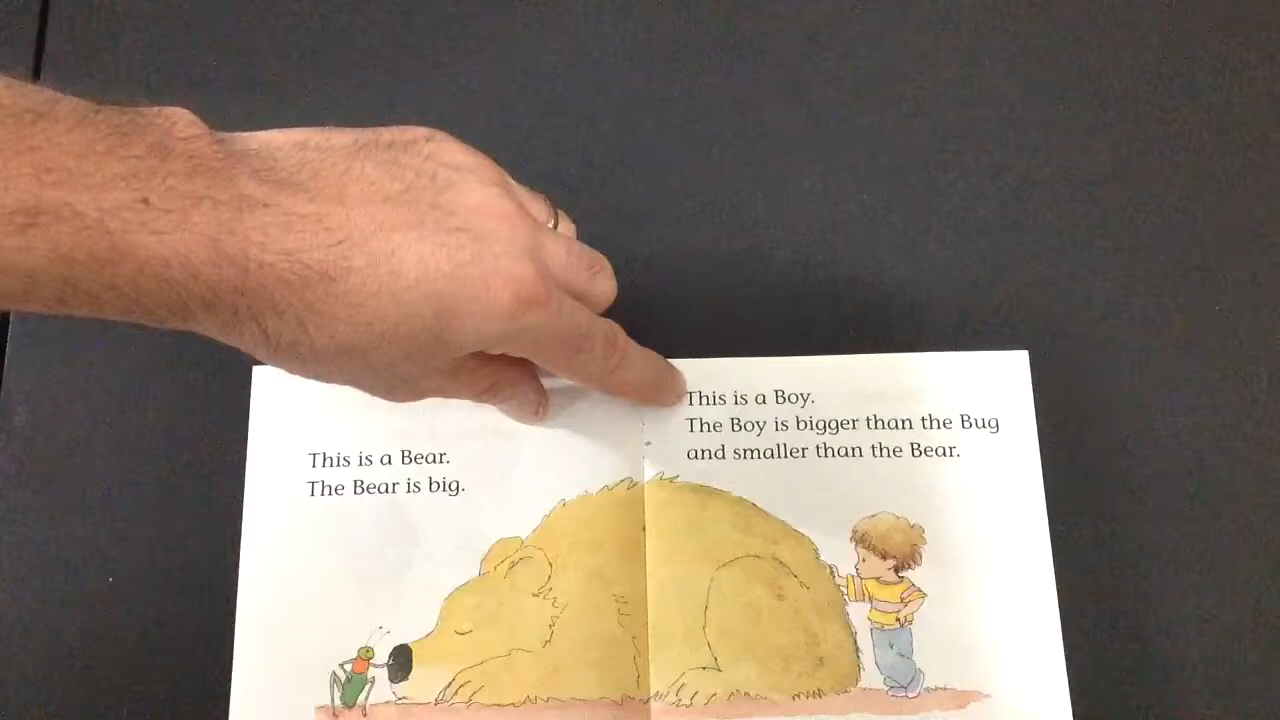 This is a Bear.
The Bear is big.
This is a Boy.
The Boy is bigger than the Bug
and smaller than the Bear.